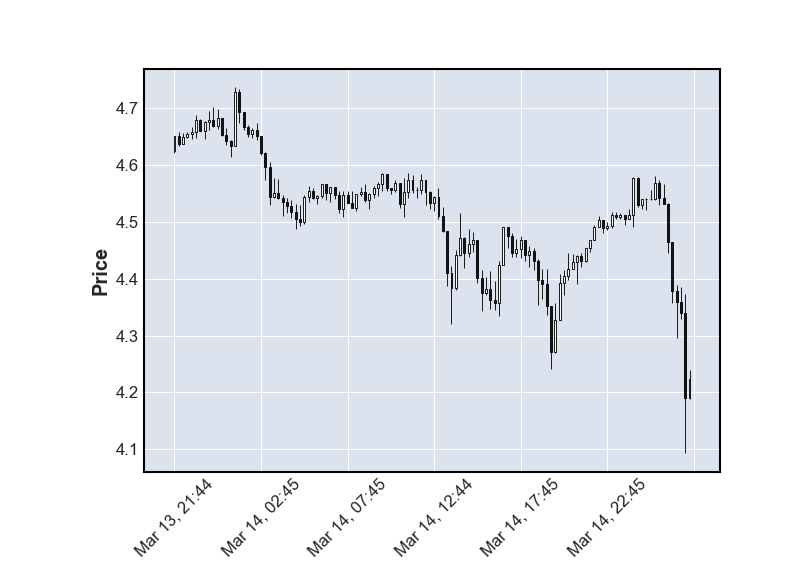 Price
4.7
4.6
4.5
4.4
4.3
4.2
4.1
Mar 13, 21:44
Mar 14, 02:45
Mar 14, 07:45
Mar 14, 12:44
Mar 14, 17:45
Mar 14, 22:45